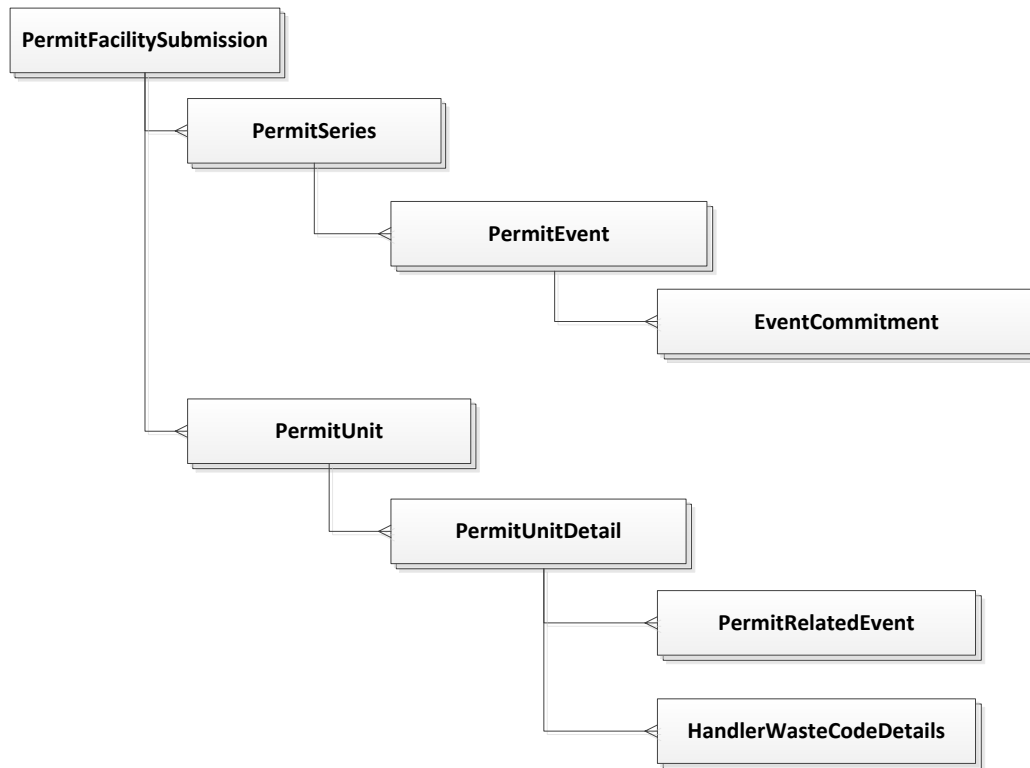 PermitFacilitySubmission
PermitSeries
PermitEvent
EventCommitment
PermitUnit
PermitUnitDetail
PermitRelatedEvent
HandlerWasteCodeDetails